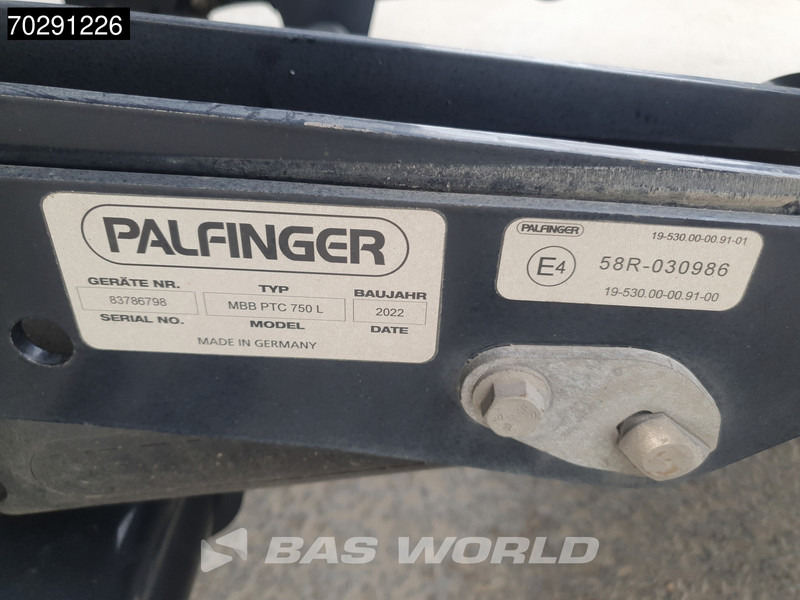 70291226
PALFINGER
GERÄTE NR. TYP BAUJAHR
83786798 MBB PTC 750 L 2022
SERIAL NO. MODEL DATE
MADE IN GERMANY
PALFINGER 19-530.00-00.91-01
E4 58R-030986
19-530.00-00.91-00
BAS WORLD